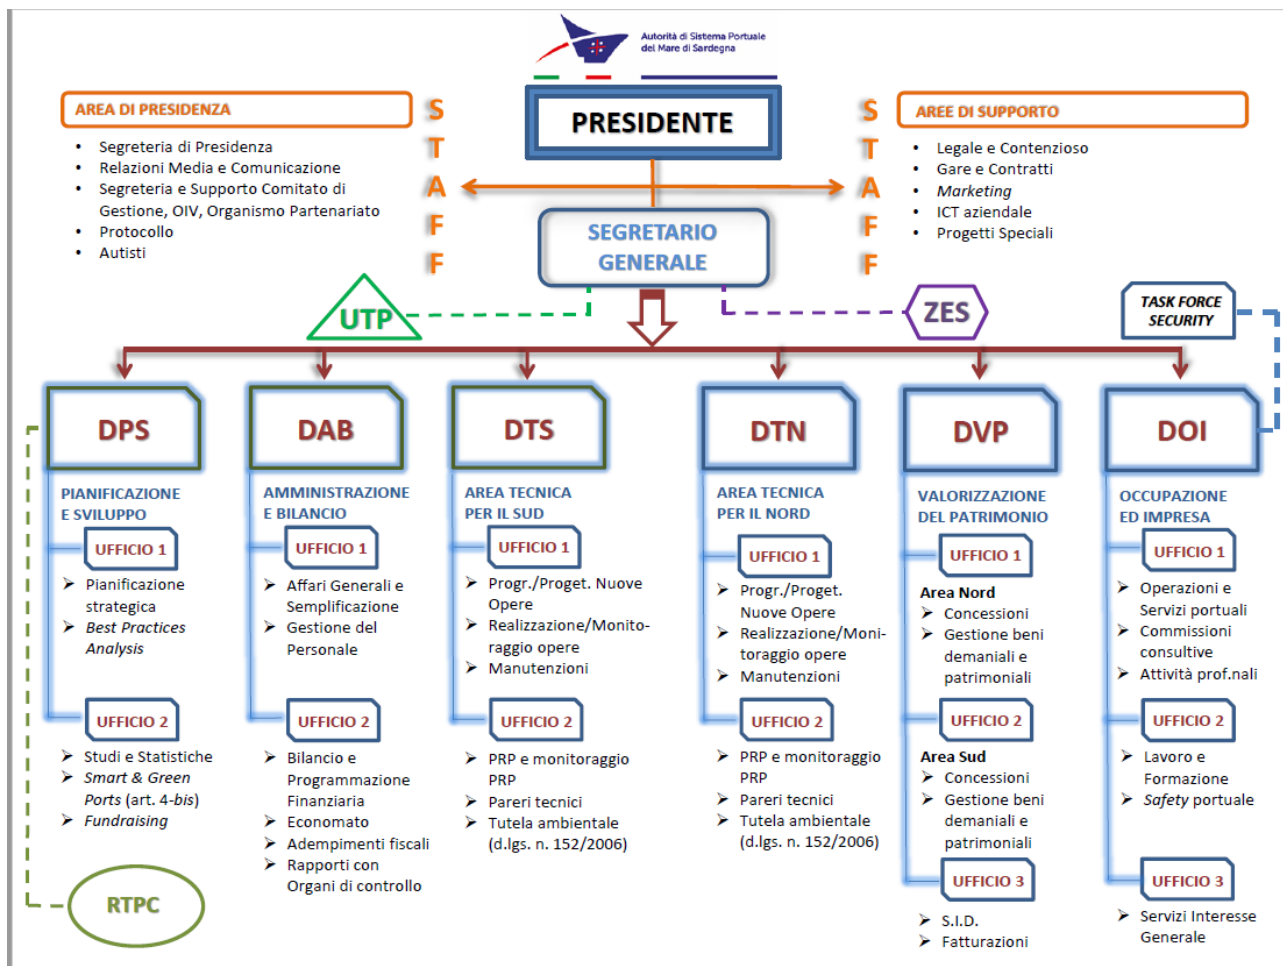 Autorità di Sistema Portuale
del Mare di Sardegna
PRESIDENTE
AREA DI PRESIDENZA
• Segreteria di Presidenza
• Relazioni Media e Comunicazione
• Segreteria e Supporto Comitato di
Gestione, OIV, Organismo Partenariato
• Protocollo
• Autisti
STAFF
STAFF
AREE DI SUPPORTO
• Legale e Contenzioso
• Gare e Contratti
• Marketing
• ICT aziendale
• Progetti Speciali
SEGRETARIO
GENERALE
UTP
ZES
TASK FORCE
SECURITY
DPS
PIANIFICAZIONE
E SVILUPPO
UFFICIO 1
➢ Pianificazione
strategica
➢ Best Practices
Analysis
UFFICIO 2
➢ Studi e Statistiche
➢ Smart & Green
Ports (art. 4-bis)
➢ Fundraising
RTPC
DAB
AMMINISTRAZIONE
E BILANCIO
UFFICIO 1
➢ Affari Generali e
Semplificazione
➢ Gestione del
Personale
UFFICIO 2
➢ Bilancio e
Programmazione
Finanziaria
➢ Economato
➢ Adempimenti fiscali
➢ Rapporti con
Organi di controllo
DTS
AREA TECNICA
PER IL SUD
UFFICIO 1
➢ Progr./Proget. Nuove
Opere
➢ Realizzazione/Monito-
raggio opere
➢ Manutenzioni
UFFICIO 2
➢ PRP e monitoraggio
PRP
➢ Pareri tecnici
➢ Tutela ambientale
(d.lgs. n. 152/2006)
DTN
AREA TECNICA
PER IL NORD
UFFICIO 1
➢ Progr./Proget.
Nuove Opere
➢ Realizzazione/Moni-
toraggio opere
➢ Manutenzioni
UFFICIO 2
➢ PRP e monitoraggio
PRP
➢ Pareri tecnici
➢ Tutela ambientale
(d.lgs. n. 152/2006)
DVP
VALORIZZAZIONE
DEL PATRIMONIO
UFFICIO 1
Area Nord
➢ Concessioni
➢ Gestione beni
demaniali e
patrimoniali
UFFICIO 2
Area Sud
➢ Concessioni
➢ Gestione beni
demaniali e
patrimoniali
UFFICIO 3
➢ S.I.D.
➢ Fatturazioni
DOI
OCCUPAZIONE
ED IMPRESA
UFFICIO 1
➢ Operazioni e
Servizi portuali
➢ Commissioni
consultive
➢ Attività prof.nali
UFFICIO 2
➢ Lavoro e
Formazione
➢ Safety portuale
UFFICIO 3
➢ Servizi Interesse
Generale